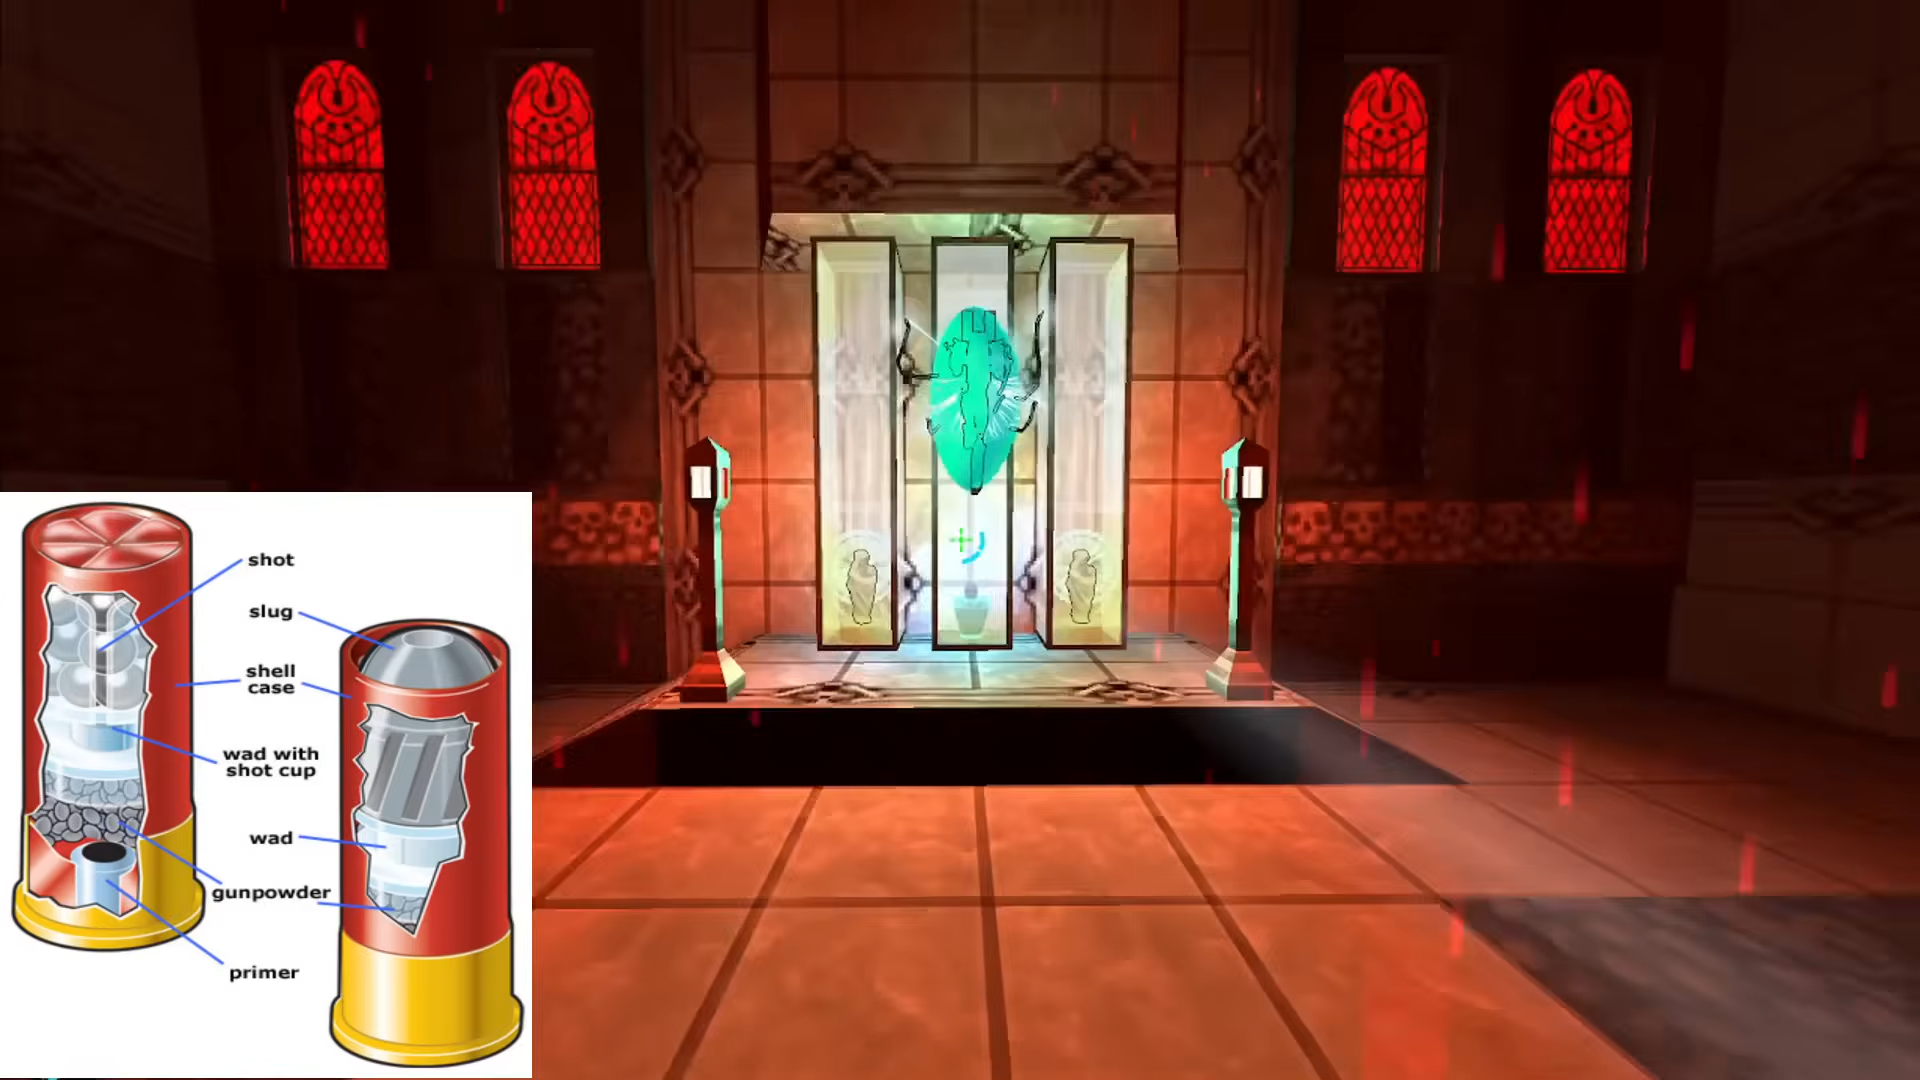 shot
slug
shell
case
wad with
shot cup
wad
gunpowder
primer